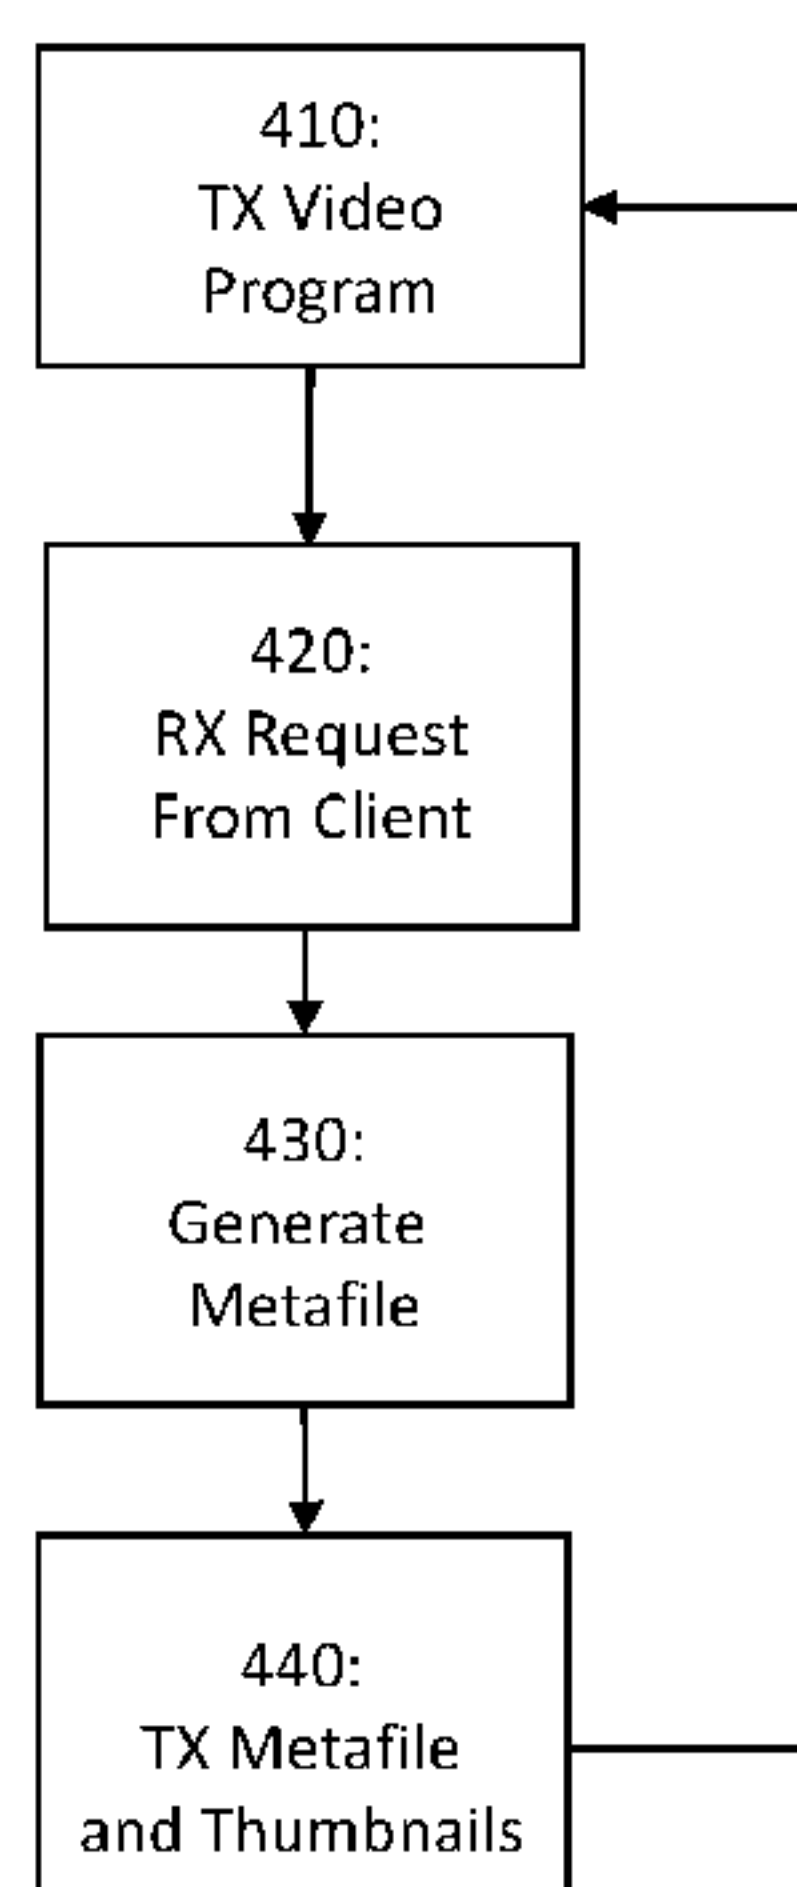 410:
TX Video
Program
420:
RX Request
From Client
430:
Generate
Metafile
440:
TX Metafile
and Thumbnails